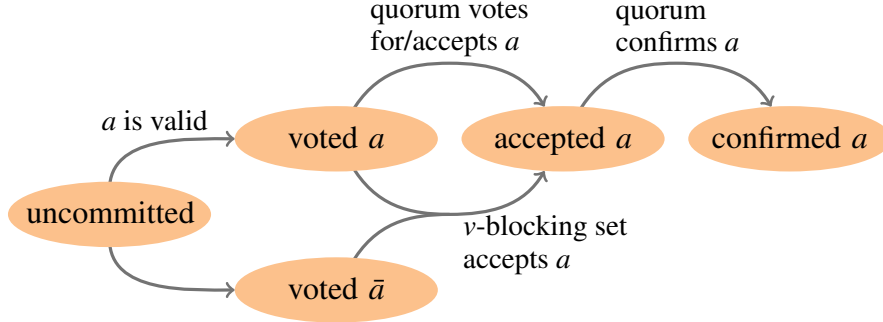 quorum votes
for/accepts a
quorum
confirms a
a is valid
voted a
accepted a
confirmed a
uncommitted
v-blocking set
accepts a
voted ā